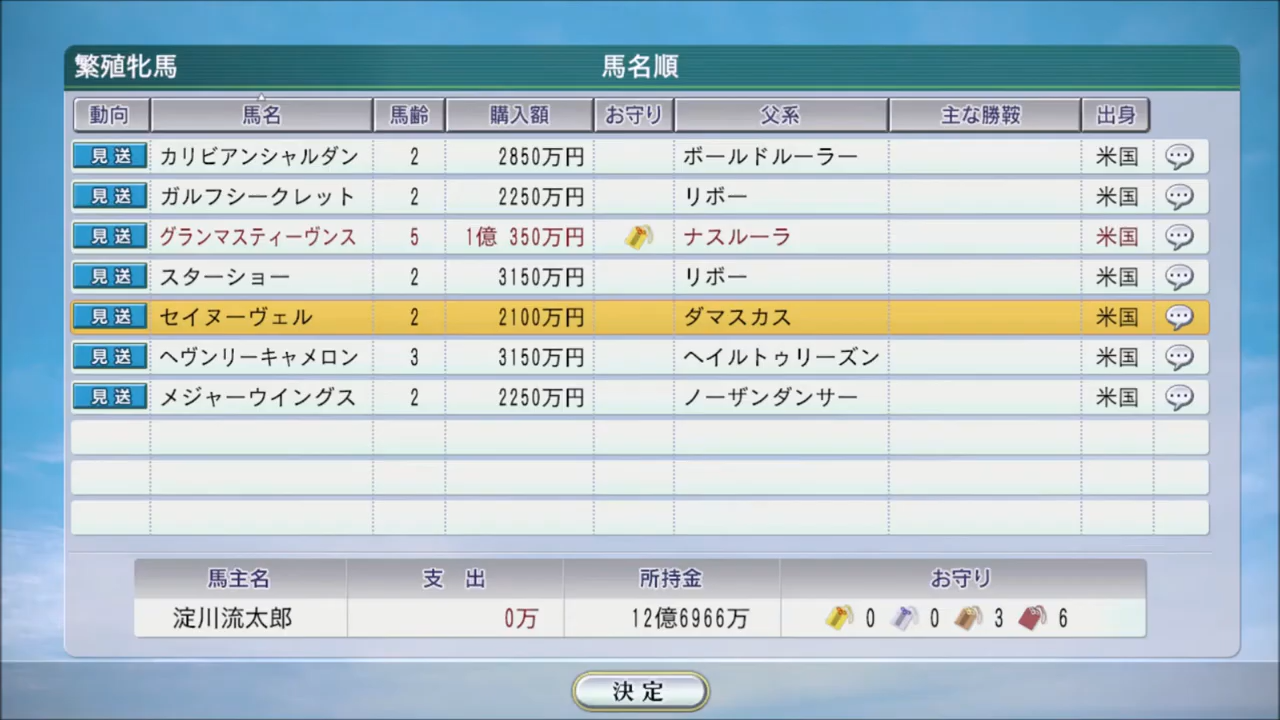 繁殖牝馬 馬名順
動向 馬名 馬齢 購入額 お守り 父系 主な勝鞍 出身
見送 カリビアンシャルダン 2 2850万円 ボールドルーラー 米国
見送 ガルフシークレット 2 2250万円 リボー 米国
見送 グランマスティーヴンス 5 1億 350万円 ナスルーラ 米国
見送 スターショー 2 3150万円 リボー 米国
見送 セイヌーヴェル 2 2100万円 ダマスカス 米国
見送 ヘヴンリーキャメロン 3 3150万円 ヘイルトゥリーズン 米国
見送 メジャーウイングス 2 2250万円 ノーザンダンサー 米国
馬主名 支出 所持金 お守り
淀川流太郎 0万 12億6966万 0 0 3 6
決定